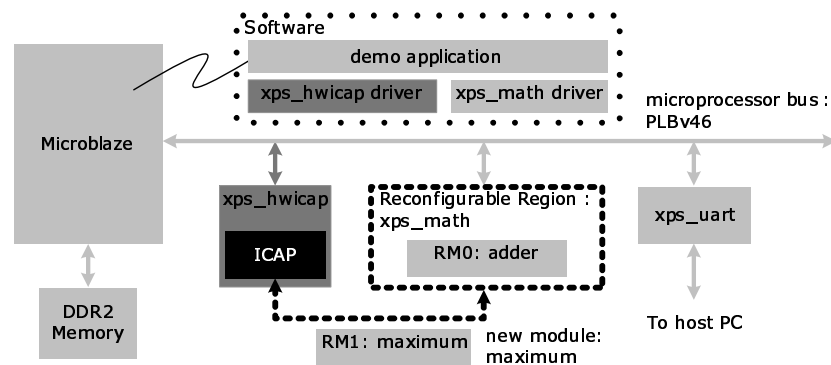 Software
demo application
xps_hwicap driver
xps_math driver
microprocessor bus :
PLBv46
Microblaze
xps_hwicap
ICAP
Reconfigurable Region :
xps_math
RM0: adder
xps_uart
DDR2
Memory
To host PC
RM1: maximum
new module:
maximum